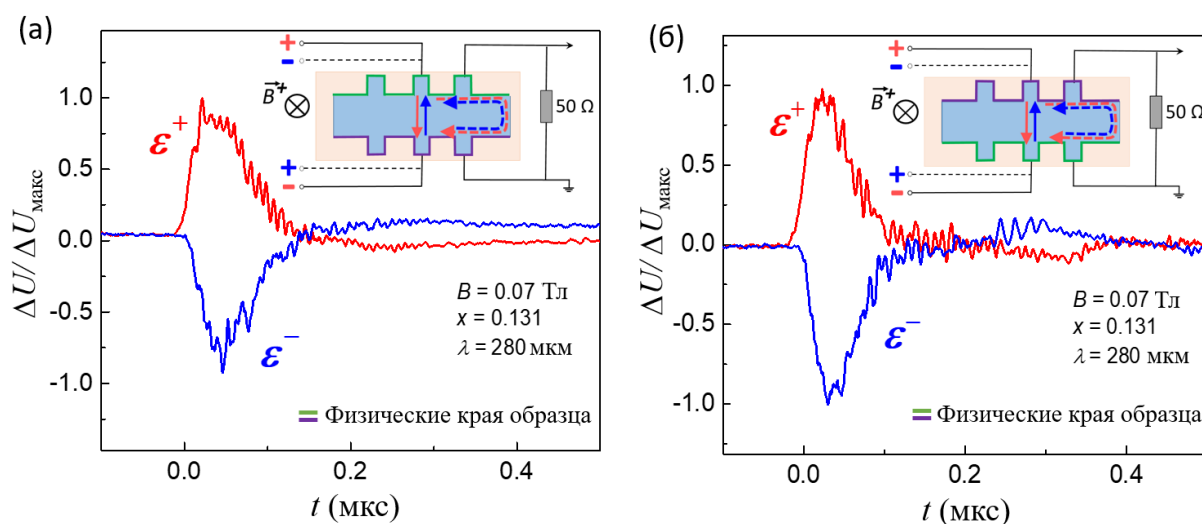 (а)
+
-
B⃗⁺
50 Ω
+
-
1.0
0.5
0.0
-0.5
-1.0
ΔU/ΔUмакс
ε⁺
ε⁻
B = 0.07 Тл
x = 0.131
λ = 280 мкм
Физические края образца
0.0 0.2 0.4
t (мкс)
(б)
+
-
B⃗⁺
50 Ω
+
-
1.0
0.5
0.0
-0.5
-1.0
ΔU/ΔUмакс
ε⁺
ε⁻
B = 0.07 Тл
x = 0.131
λ = 280 мкм
Физические края образца
0.0 0.2 0.4
t (мкс)